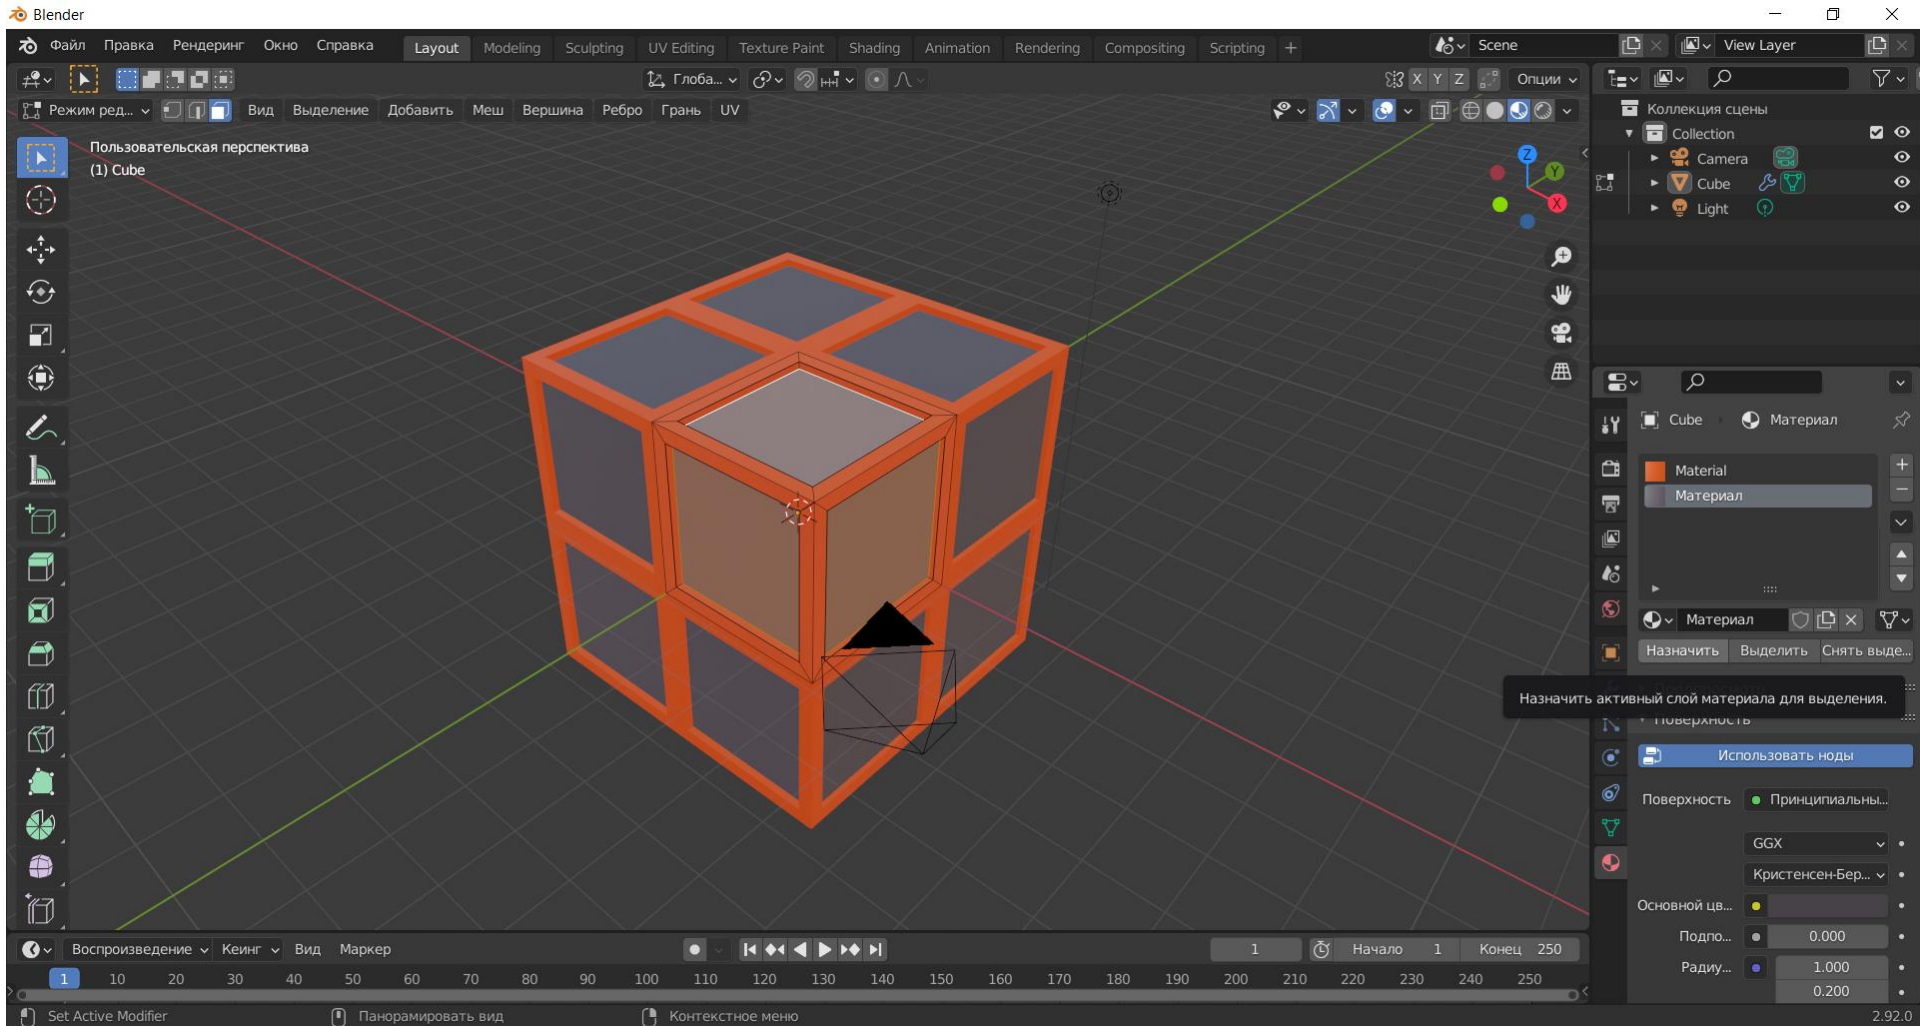 Blender
Файл Правка Рендеринг Окно Справка Layout Modeling Sculpting UV Editing Texture Paint Shading Animation Rendering Compositing Scripting + Scene View Layer
Глоба... X Y Z Опции
Режим ред... Вид Выделение Добавить Меш Вершина Ребро Грань UV
Пользовательская перспектива
(1) Cube
Z
Y
X
Коллекция сцены
Collection
Camera
Cube
Light
Cube Материал
Material
Материал
Материал
Назначить Выделить Снять выде...
Назначить активный слой материала для выделения.
Поверхность
Использовать ноды
Поверхность Принципиальны...
GGX
Кристенсен-Бер...
Основной цв...
Подпо... 0.000
Радиу... 1.000
0.200
Воспроизведение Кеинг Вид Маркер 1 Начало 1 Конец 250
1 10 20 30 40 50 60 70 80 90 100 110 120 130 140 150 160 170 180 190 200 210 220 230 240 250
Set Active Modifier Панорамировать вид Контекстное меню 2.92.0